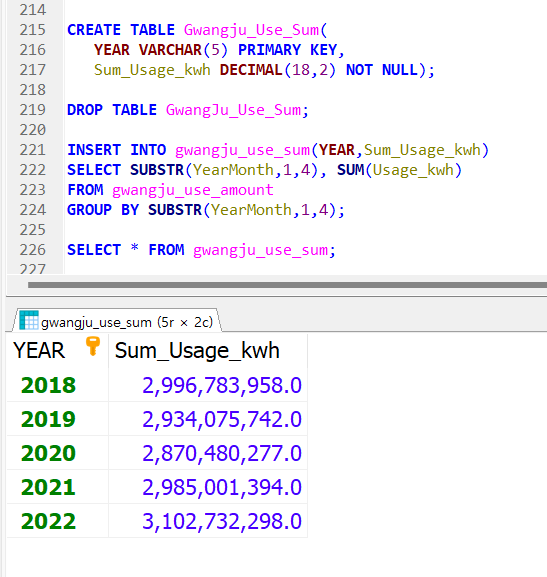 214
215 CREATE TABLE Gwangju_Use_Sum(
216 YEAR VARCHAR(5) PRIMARY KEY,
217 Sum_Usage_kwh DECIMAL(18,2) NOT NULL);
218
219 DROP TABLE GwangJu_Use_Sum;
220
221 INSERT INTO gwangju_use_sum(YEAR,Sum_Usage_kwh)
222 SELECT SUBSTR(YearMonth,1,4), SUM(Usage_kwh)
223 FROM gwangju_use_amount
224 GROUP BY SUBSTR(YearMonth,1,4);
225
226 SELECT * FROM gwangju_use_sum;
227
gwangju_use_sum (5r × 2c)
YEAR Sum_Usage_kwh
2018 2,996,783,958.0
2019 2,934,075,742.0
2020 2,870,480,277.0
2021 2,985,001,394.0
2022 3,102,732,298.0